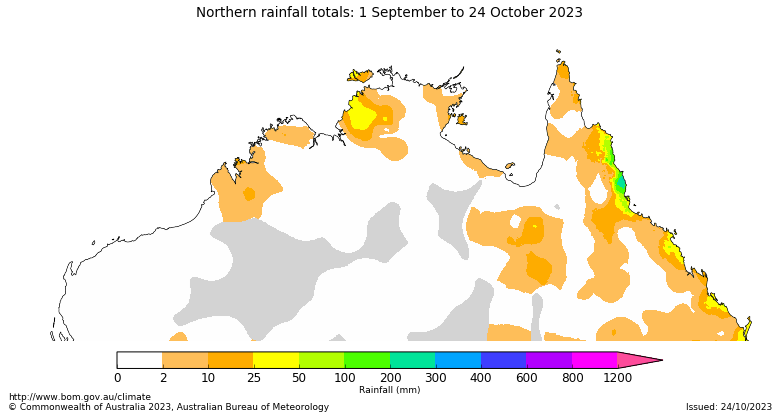 Northern rainfall totals: 1 September to 24 October 2023
0 2 10 25 50 100 200 300 400 600 800 1200
Rainfall (mm)
http://www.bom.gov.au/climate
© Commonwealth of Australia 2023, Australian Bureau of Meteorology Issued: 24/10/2023